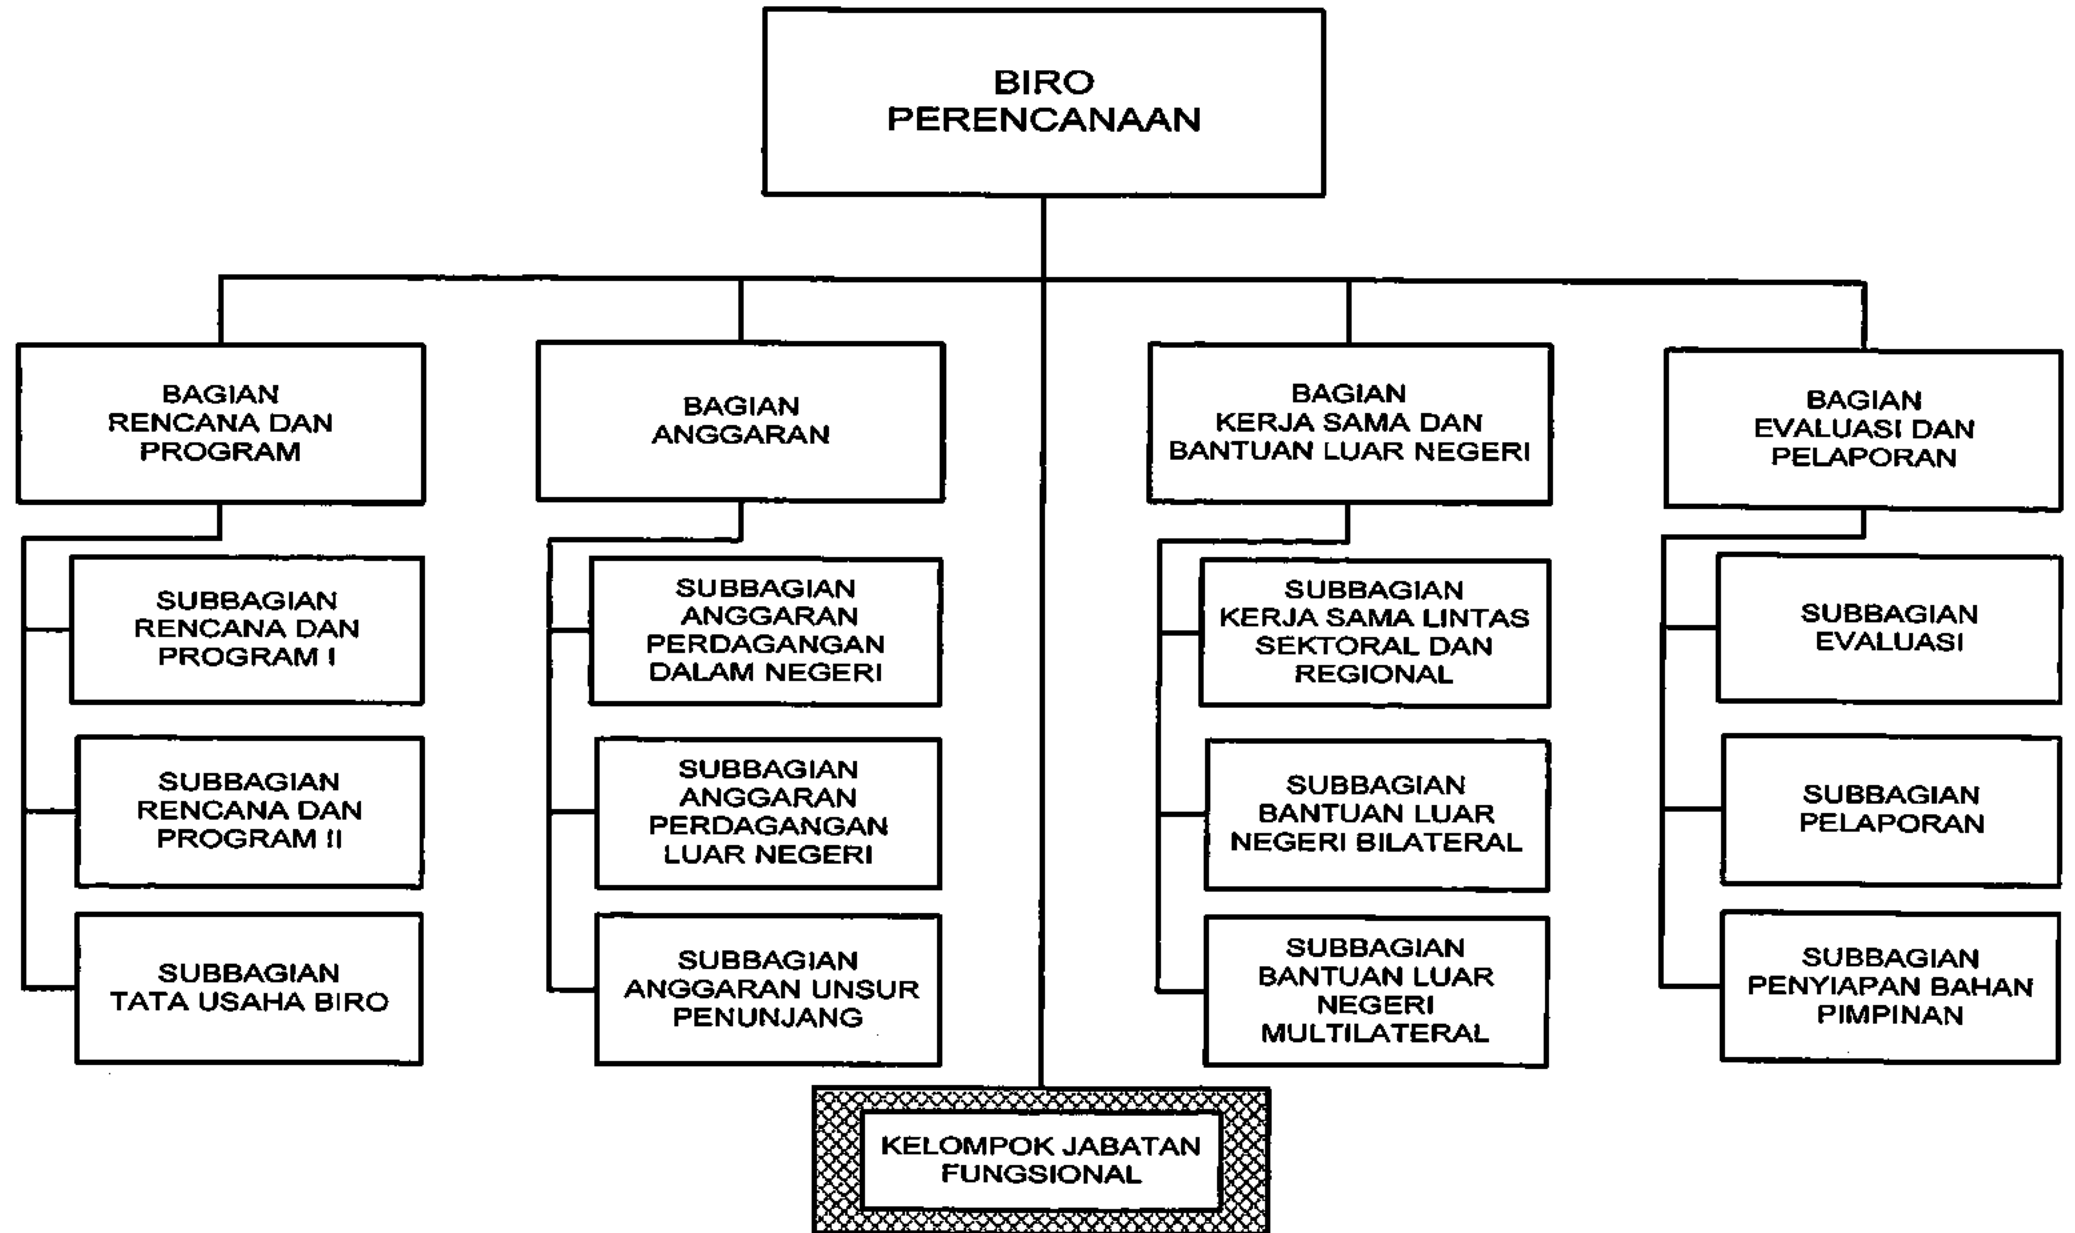 BIRO
PERENCANAAN
BAGIAN
RENCANA DAN
PROGRAM
BAGIAN
ANGGARAN
BAGIAN
KERJA SAMA DAN
BANTUAN LUAR NEGERI
BAGIAN
EVALUASI DAN
PELAPORAN
SUBBAGIAN
RENCANA DAN
PROGRAM I
SUBBAGIAN
ANGGARAN
PERDAGANGAN
DALAM NEGERI
SUBBAGIAN
KERJA SAMA LINTAS
SEKTORAL DAN
REGIONAL
SUBBAGIAN
EVALUASI
SUBBAGIAN
RENCANA DAN
PROGRAM II
SUBBAGIAN
ANGGARAN
PERDAGANGAN
LUAR NEGERI
SUBBAGIAN
BANTUAN LUAR
NEGERI BILATERAL
SUBBAGIAN
PELAPORAN
SUBBAGIAN
TATA USAHA BIRO
SUBBAGIAN
ANGGARAN UNSUR
PENUNJANG
SUBBAGIAN
BANTUAN LUAR
NEGERI
MULTILATERAL
SUBBAGIAN
PENYIAPAN BAHAN
PIMPINAN
KELOMPOK JABATAN
FUNGSIONAL